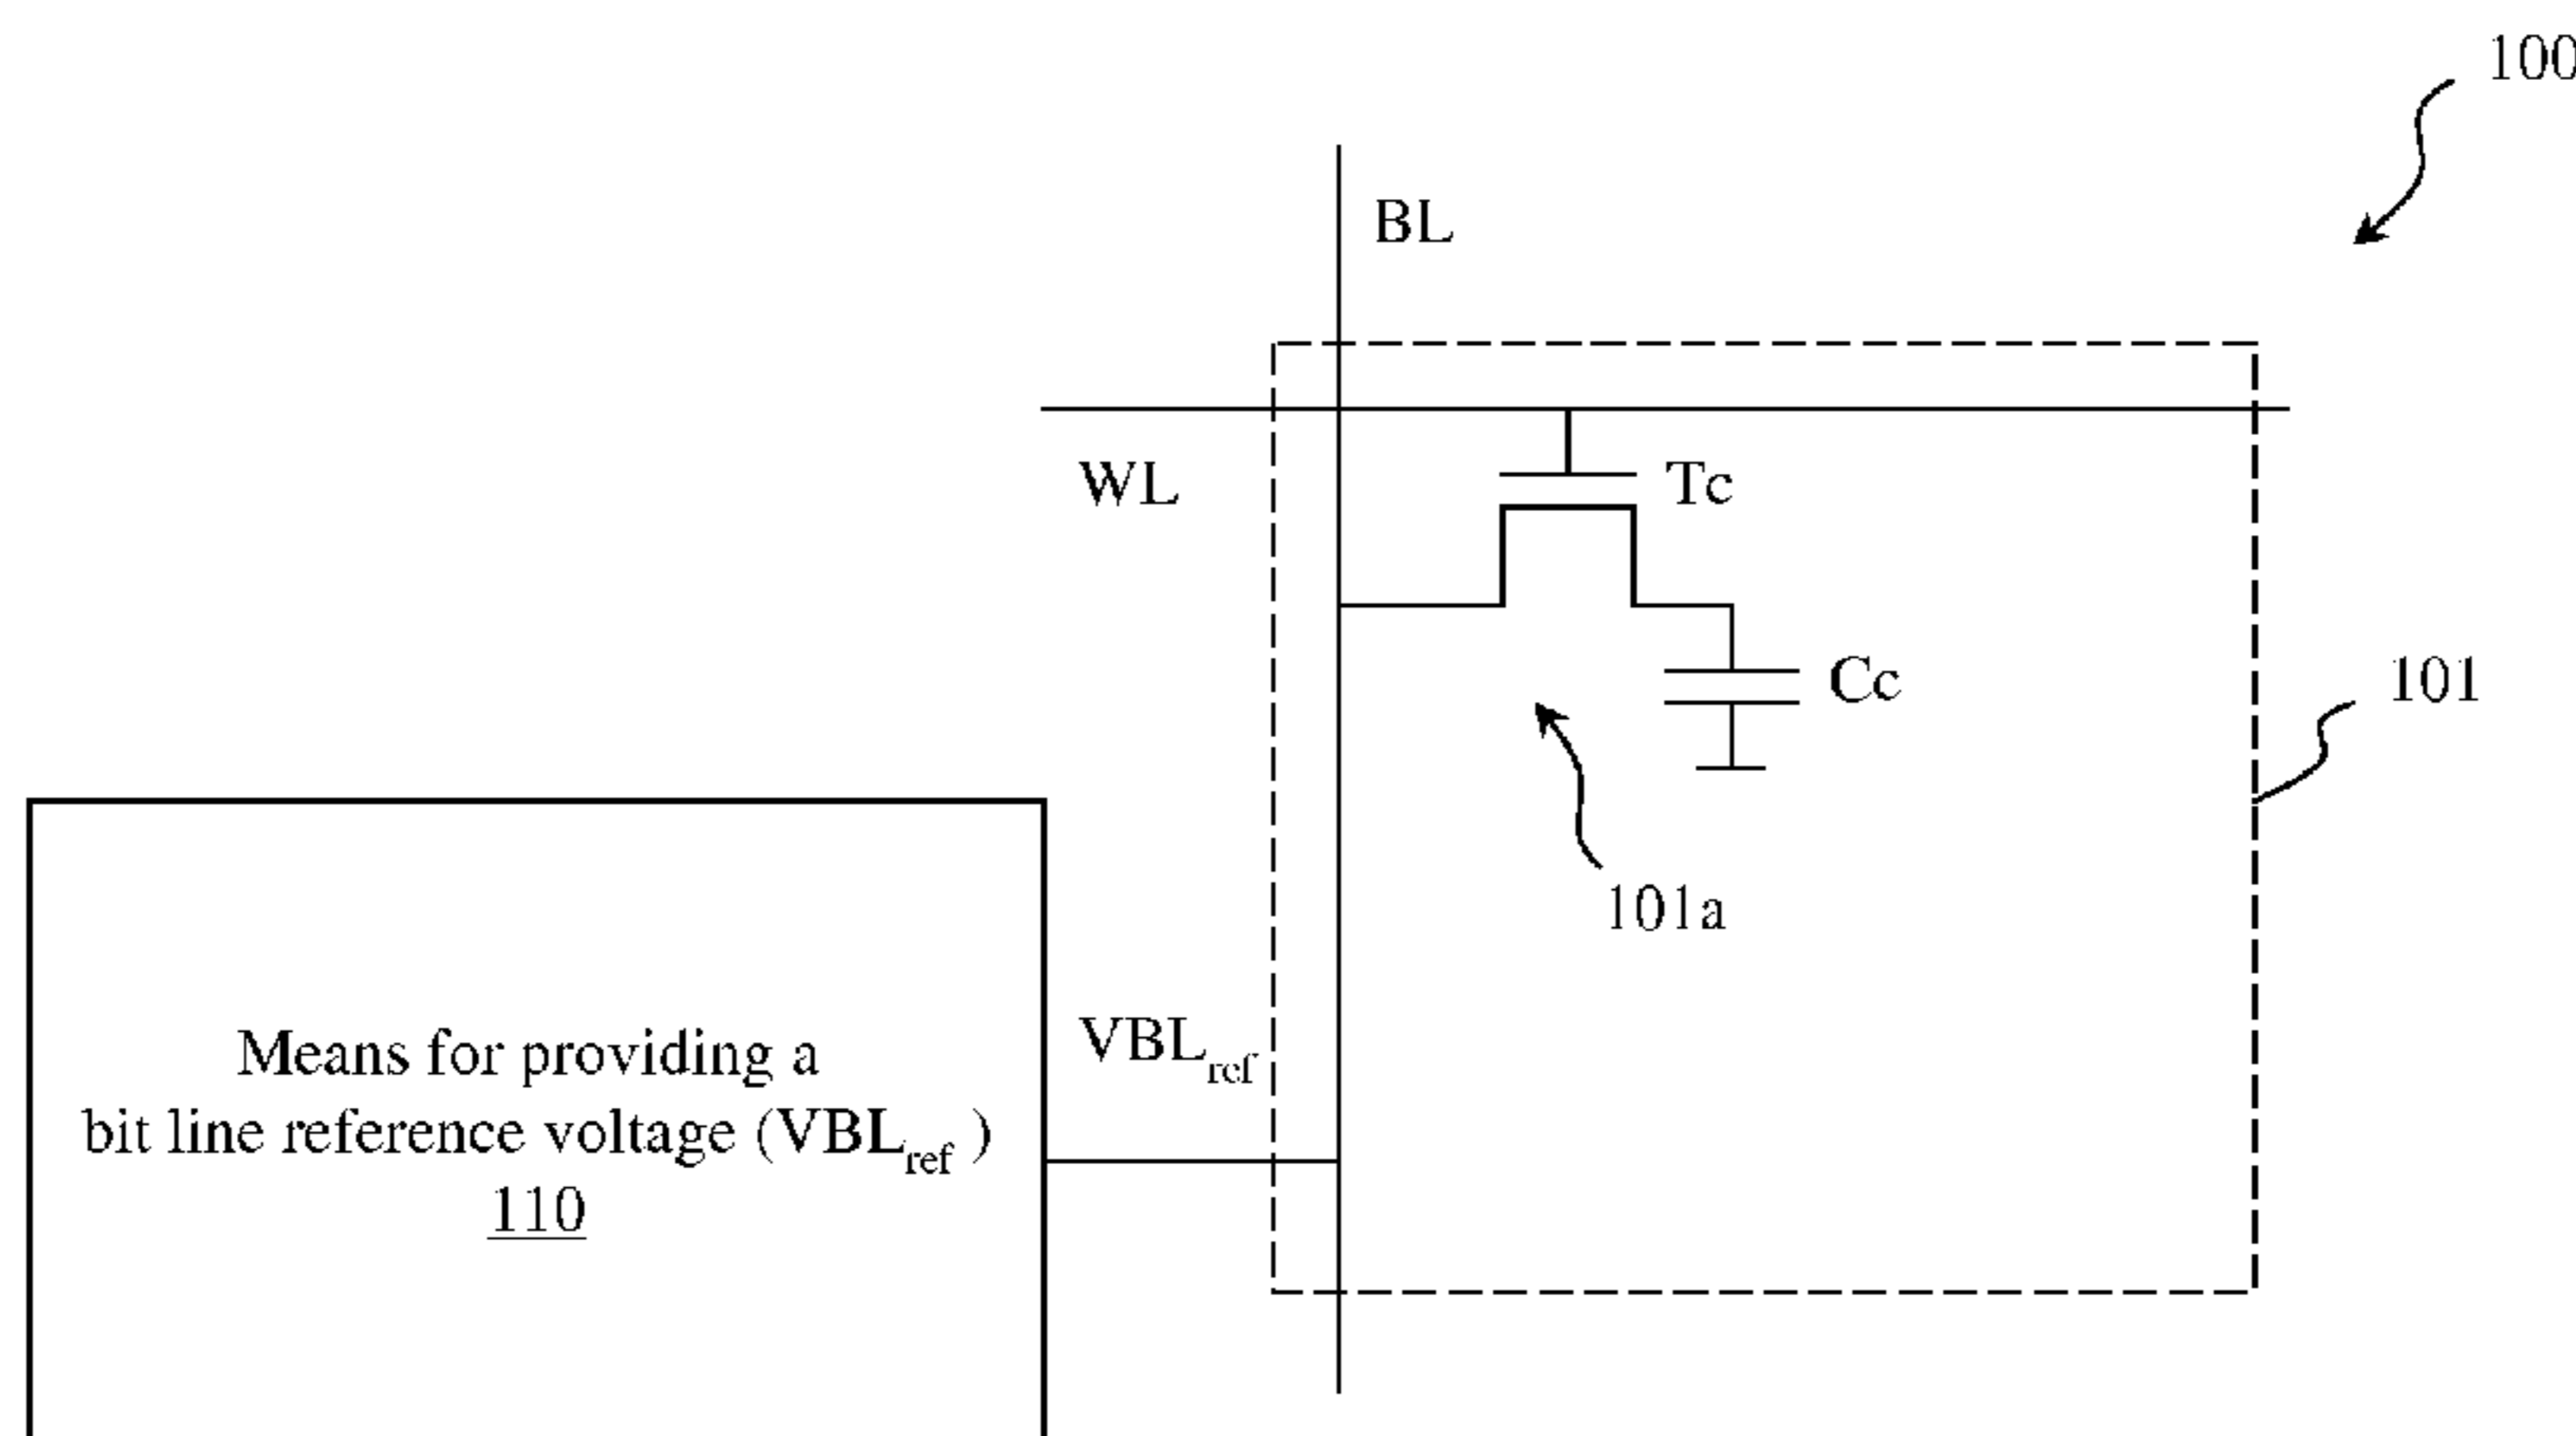 100
BL
WL
Tc
Cc
101
101a
VBLref
Means for providing a
bit line reference voltage (VBLref )
110